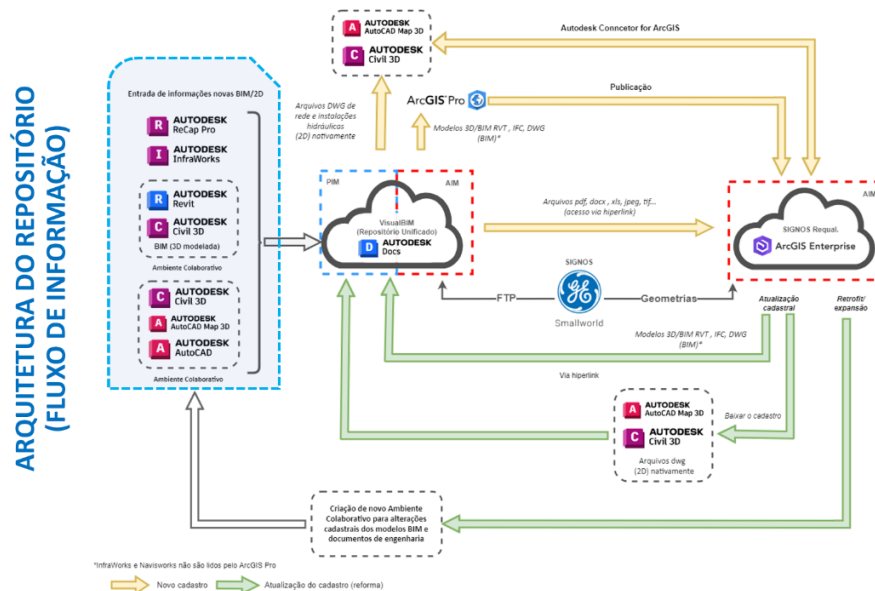 ARQUITETURA DO REPOSITÓRIO
(FLUXO DE INFORMAÇÃO)
Entrada de informações novas BIM/2D
R AUTODESK
ReCap Pro
I AUTODESK
InfraWorks
R AUTODESK
Revit
C AUTODESK
Civil 3D
BIM (3D modelada)
Ambiente Colaborativo
C AUTODESK
Civil 3D
A AUTODESK
AutoCAD Map 3D
A AUTODESK
AutoCAD
Ambiente Colaborativo
A AUTODESK
AutoCAD Map 3D
C AUTODESK
Civil 3D
Autodesk Conncetor for ArcGIS
Arquivos DWG de
rede e instalações
hidráulicas
(2D) nativamente
ArcGIS Pro
Publicação
Modelos 3D/BIM RVT , IFC, DWG
(BIM)*
PIM
AIM
VisualBIM
(Repositório Unificado)
D AUTODESK
Docs
Arquivos pdf, docx , xls, jpeg, tif...
(acesso via hiperlink)
AIM
SIGNOS Requal.
ArcGIS Enterprise
SIGNOS
GE
Smallworld
FTP
Geometrias
Atualização
cadastral
Retrofit/
expansão
Modelos 3D/BIM RVT , IFC, DWG
(BIM)*
Via hiperlink
A AUTODESK
AutoCAD Map 3D
C AUTODESK
Civil 3D
Arquivos dwg
(2D) nativamente
Baixar o cadastro
Criação de novo Ambiente
Colaborativo para alterações
cadastrais dos modelos BIM e
documentos de engenharia
*InfraWorks e Navisworks não são lidos pelo ArcGIS Pro
Novo cadastro
Atualização do cadastro (reforma)